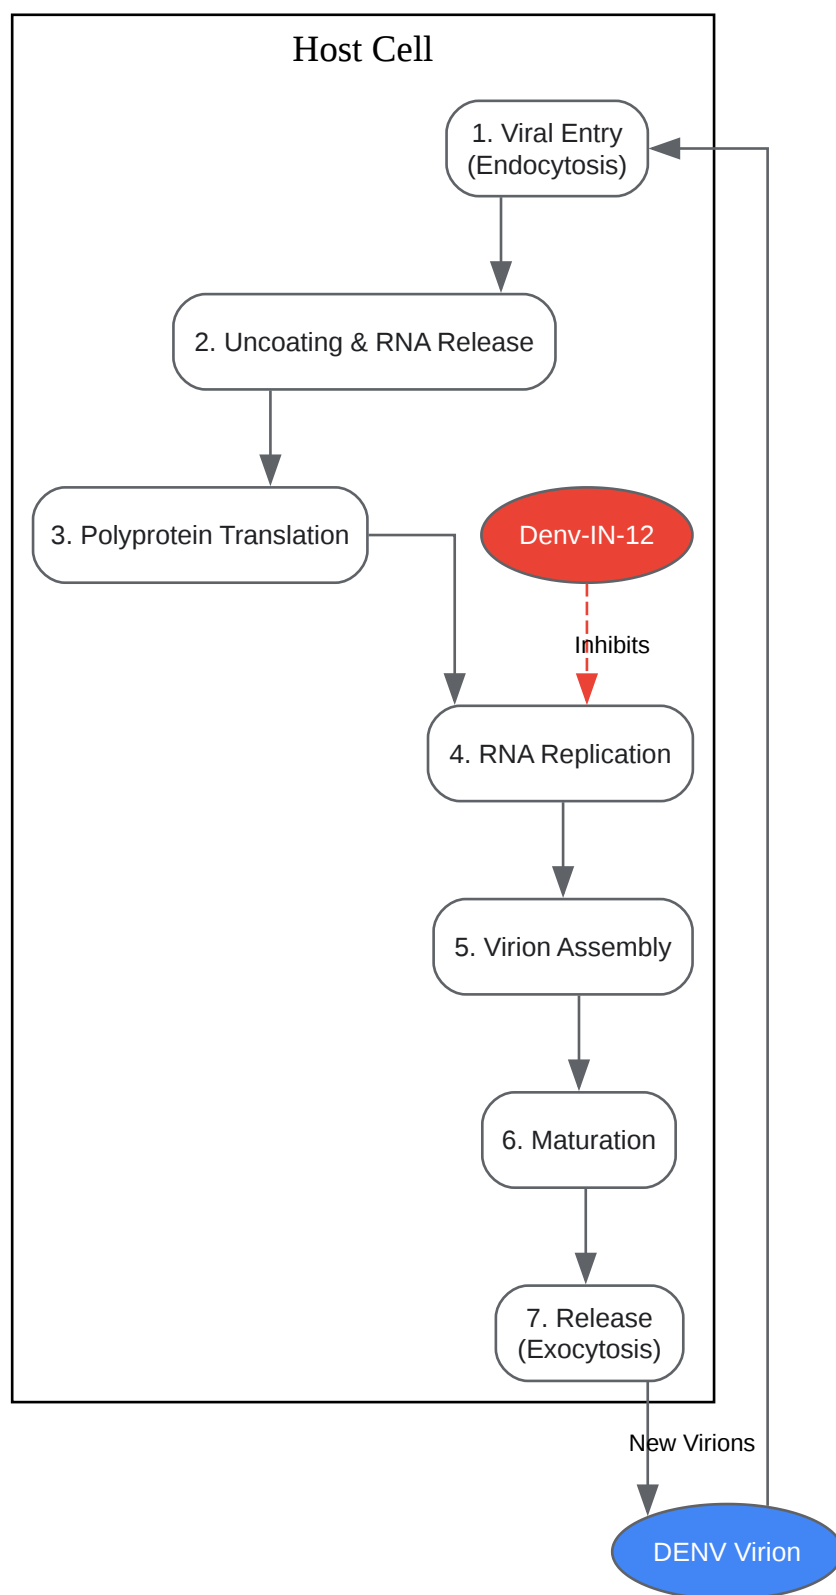 Host Cell
1. Viral Entry
(Endocytosis)
2. Uncoating & RNA Release
3. Polyprotein Translation
Denv-IN-12
Inhibits
4. RNA Replication
5. Virion Assembly
6. Maturation
7. Release
(Exocytosis)
New Virions
DENV Virion